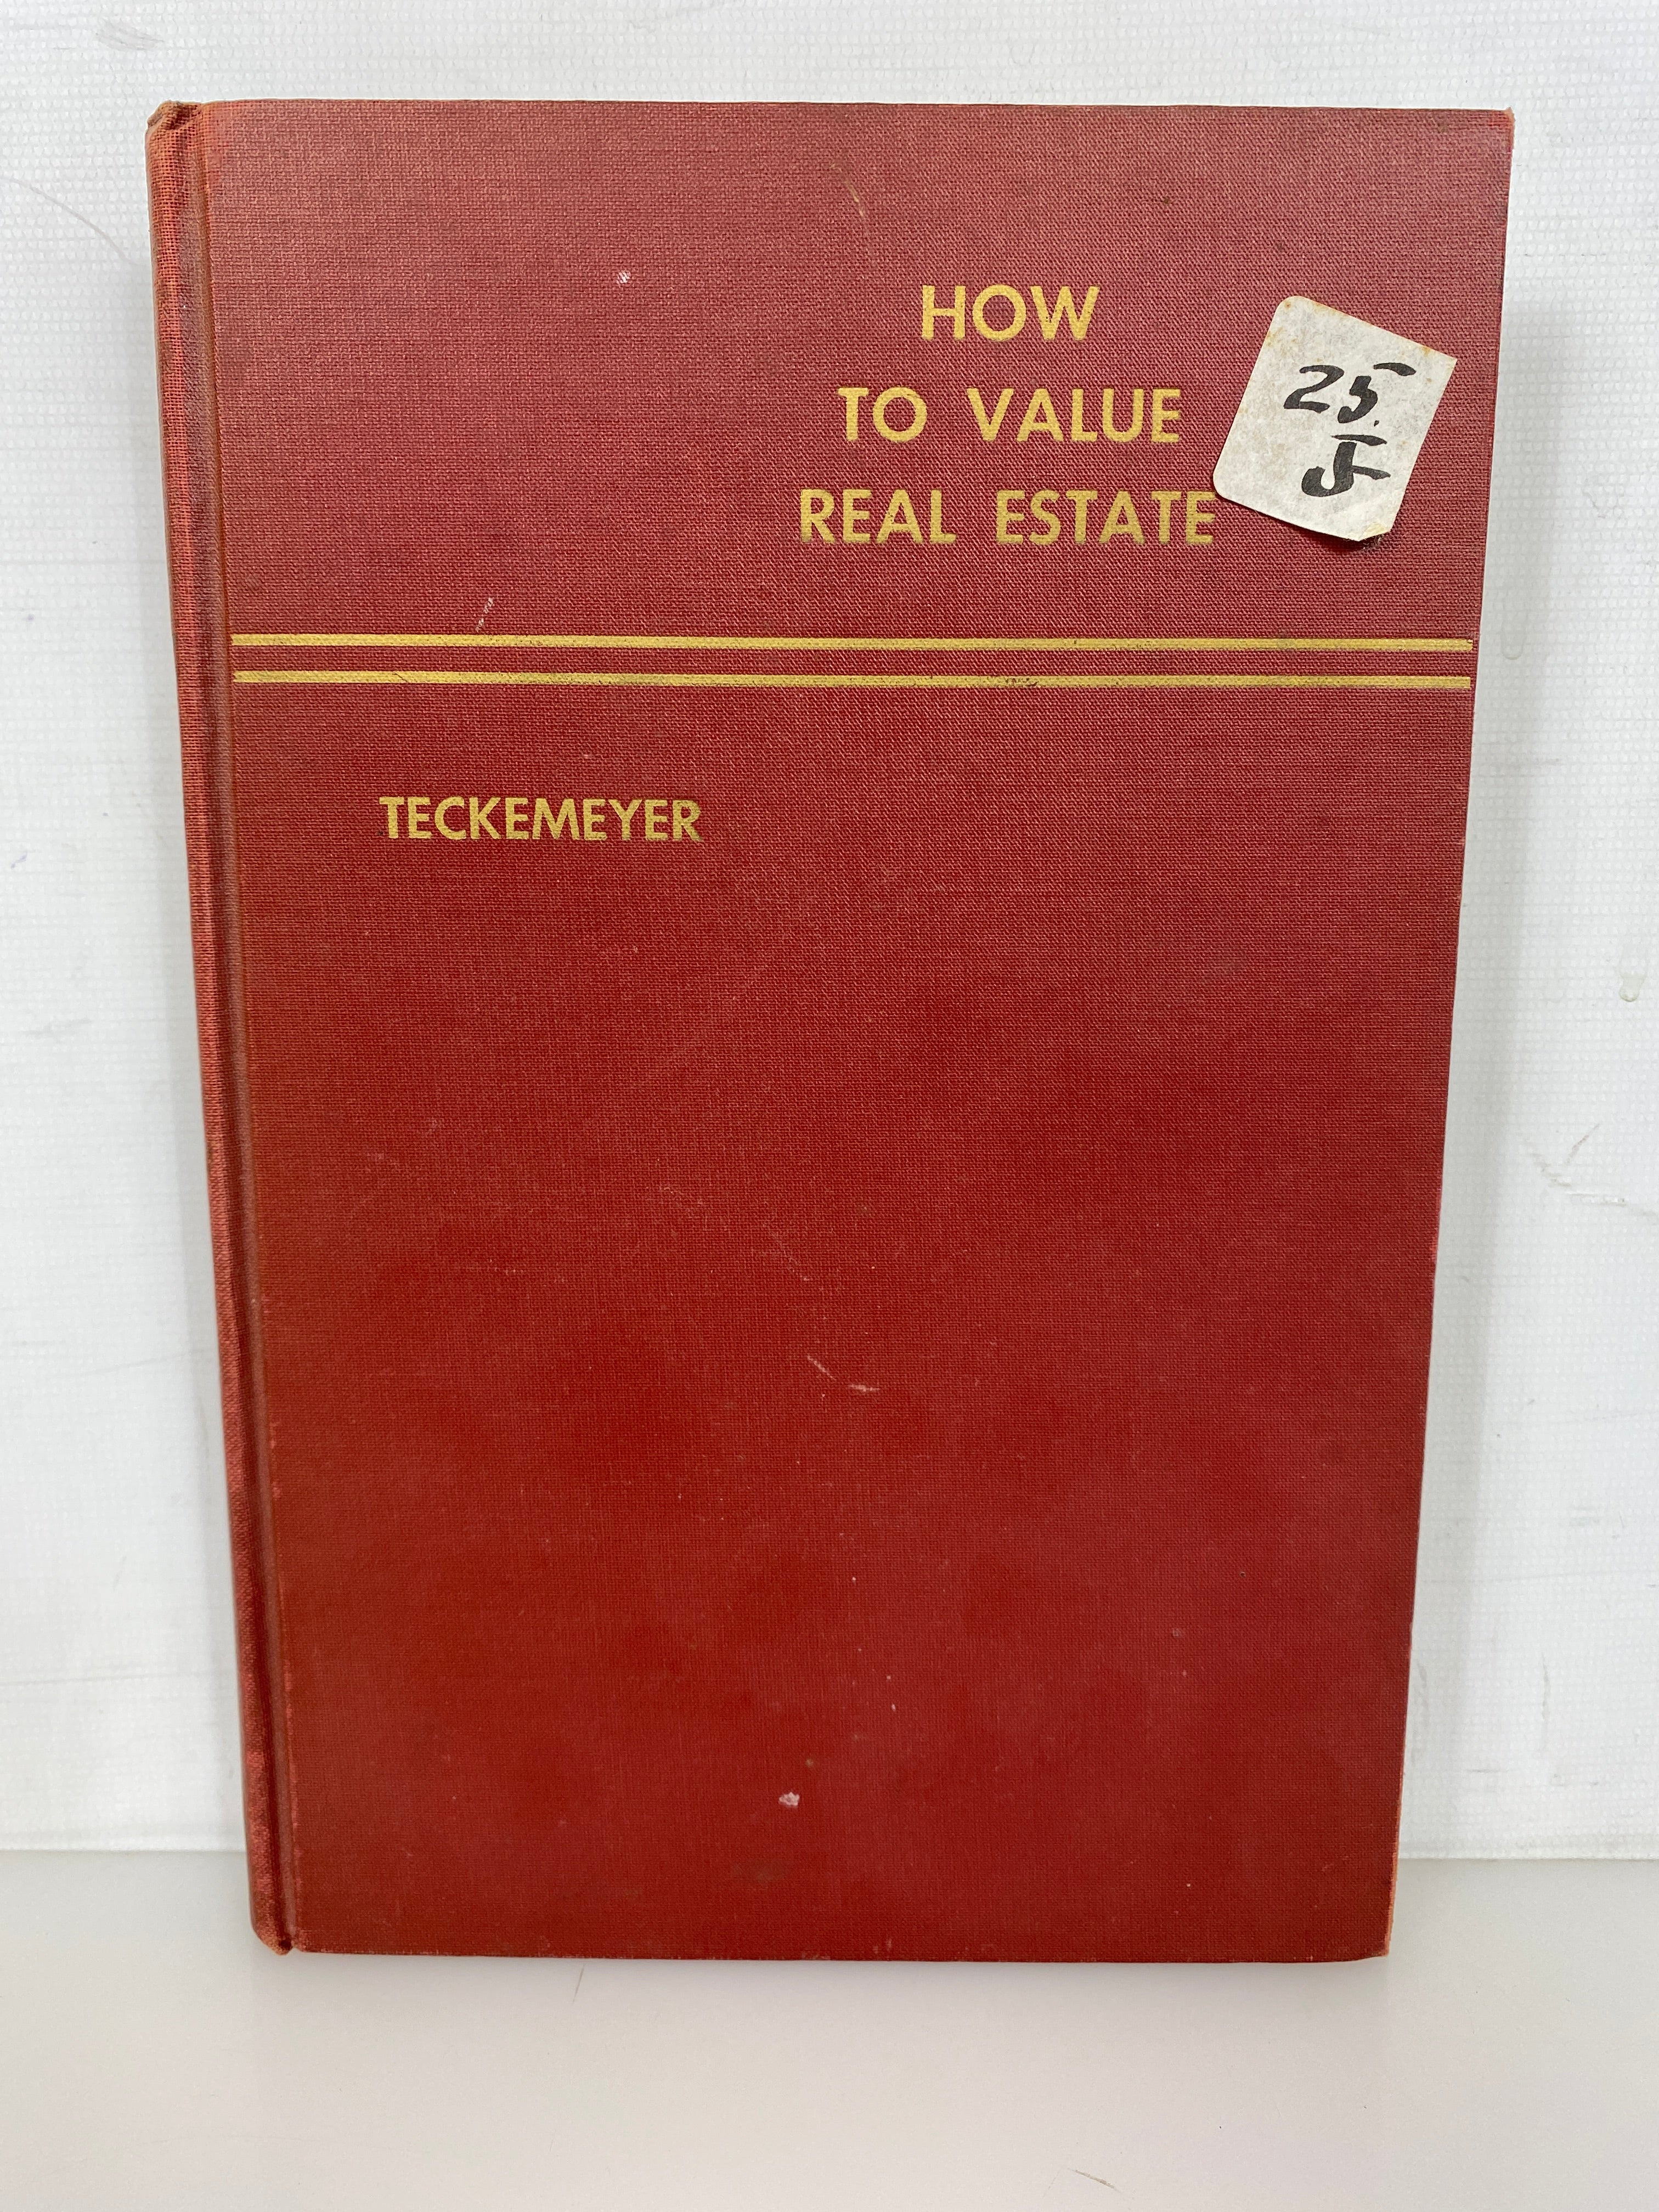 HOW
TO VALUE
REAL ESTATE
25.
5
TECKEMEYER